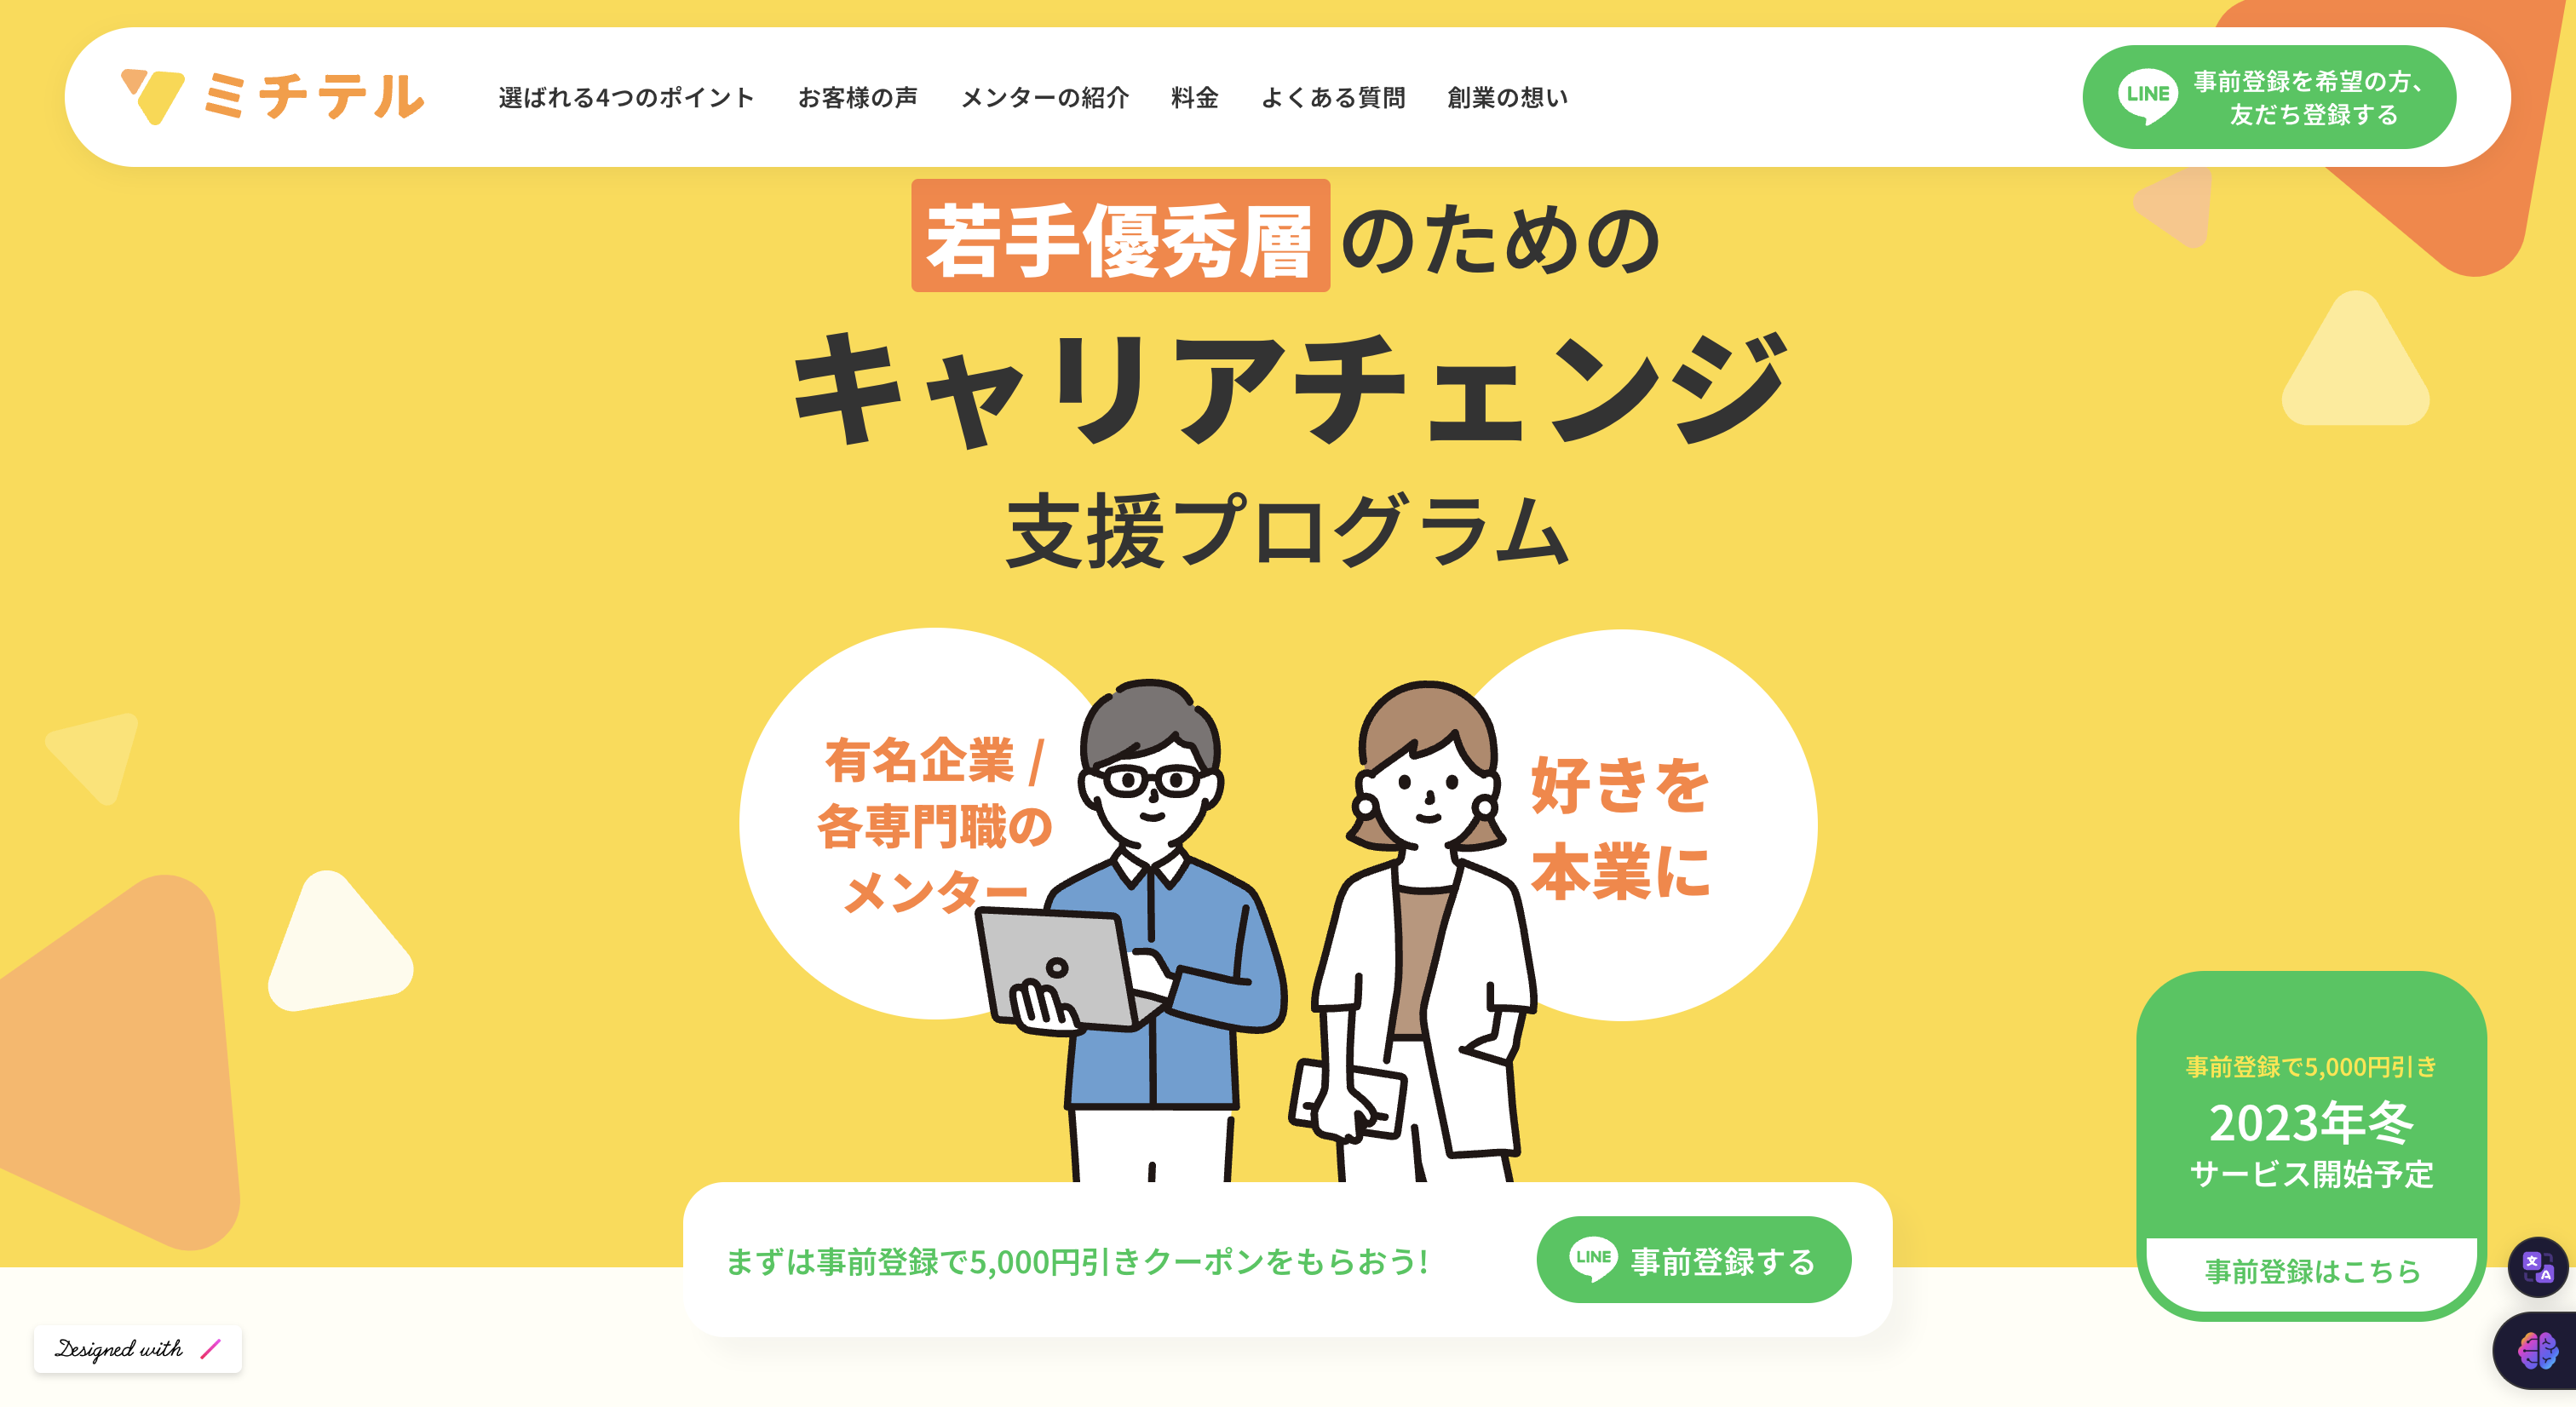 ミチテル
選ばれる4つのポイント
お客様の声
メンターの紹介
料金
よくある質問
創業の想い
LINE
事前登録を希望の方、
友だち登録する
若手優秀層のための
キャリアチェンジ
支援プログラム
有名企業 /
各専門職の
メンター
好きを
本業に
事前登録で5,000円引き
2023年冬
サービス開始予定
事前登録はこちら
まずは事前登録で5,000円引きクーポンをもらおう!
LINE
事前登録する
Designed with
文
A